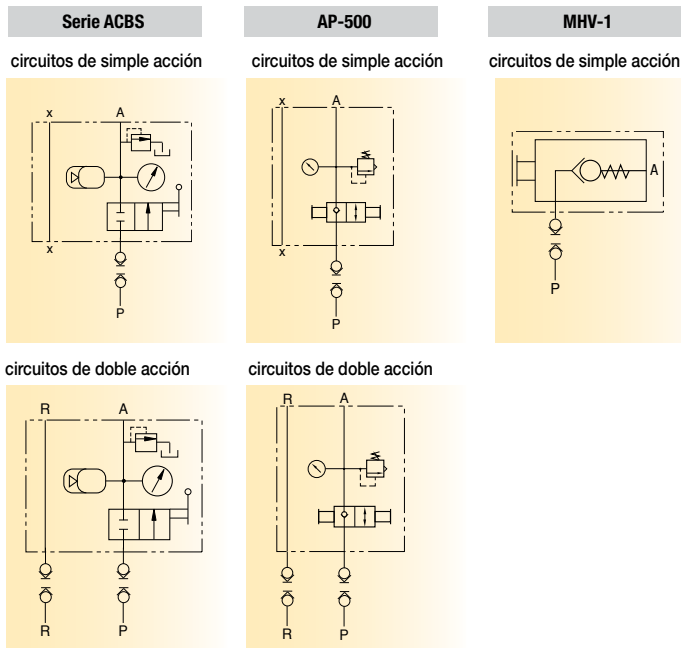 Serie ACBS
AP-500
MHV-1
circuitos de simple acción
circuitos de simple acción
circuitos de simple acción
x
A
x
P
x
A
x
P
A
P
circuitos de doble acción
circuitos de doble acción
R
A
R
P
R
A
R
P